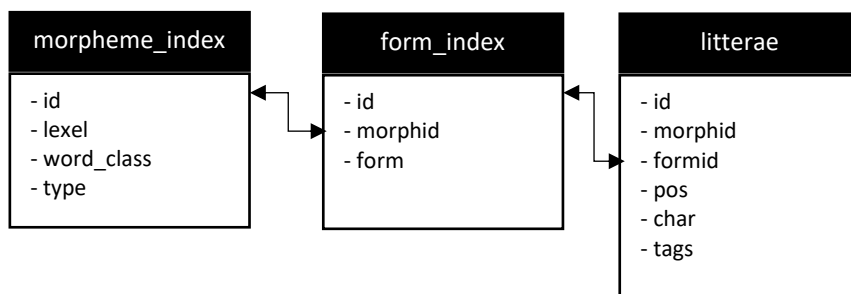 morpheme_index
- id
- lexel
- word_class
- type
form_index
- id
- morphid
- form
litterae
- id
- morphid
- formid
- pos
- char
- tags